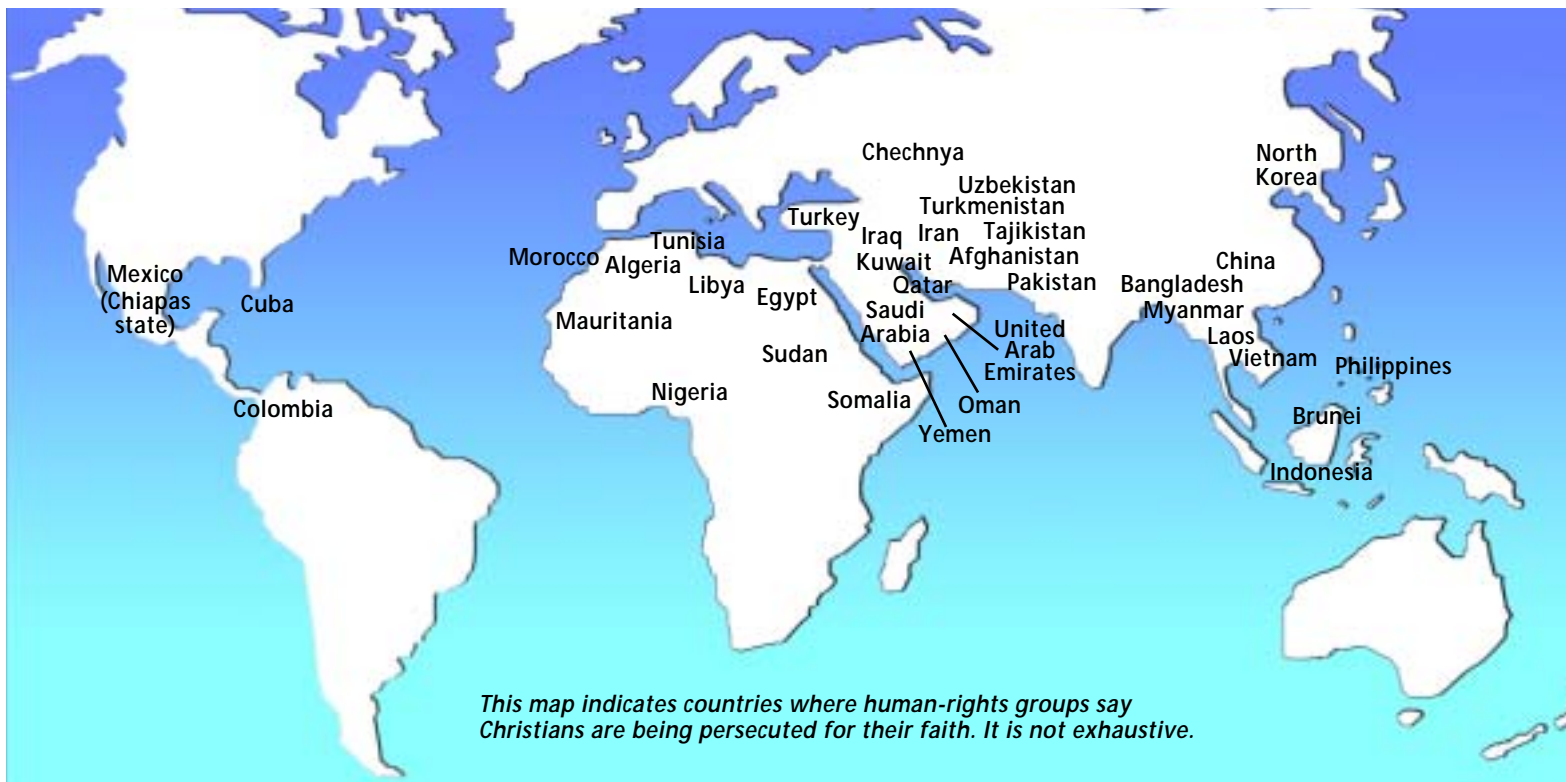 Chechnya
North
Korea
Uzbekistan
Turkmenistan
Turkey
Iraq
Iran
Tajikistan
Tunisia
Morocco
Algeria
Kuwait
Afghanistan
China
Mexico
(Chiapas
state)
Cuba
Libya
Egypt
Qatar
Pakistan
Bangladesh
Myanmar
Mauritania
Saudi
Arabia
United
Arab
Emirates
Laos
Vietnam
Sudan
Philippines
Nigeria
Somalia
Oman
Yemen
Colombia
Brunei
Indonesia
This map indicates countries where human-rights groups say
Christians are being persecuted for their faith. It is not exhaustive.